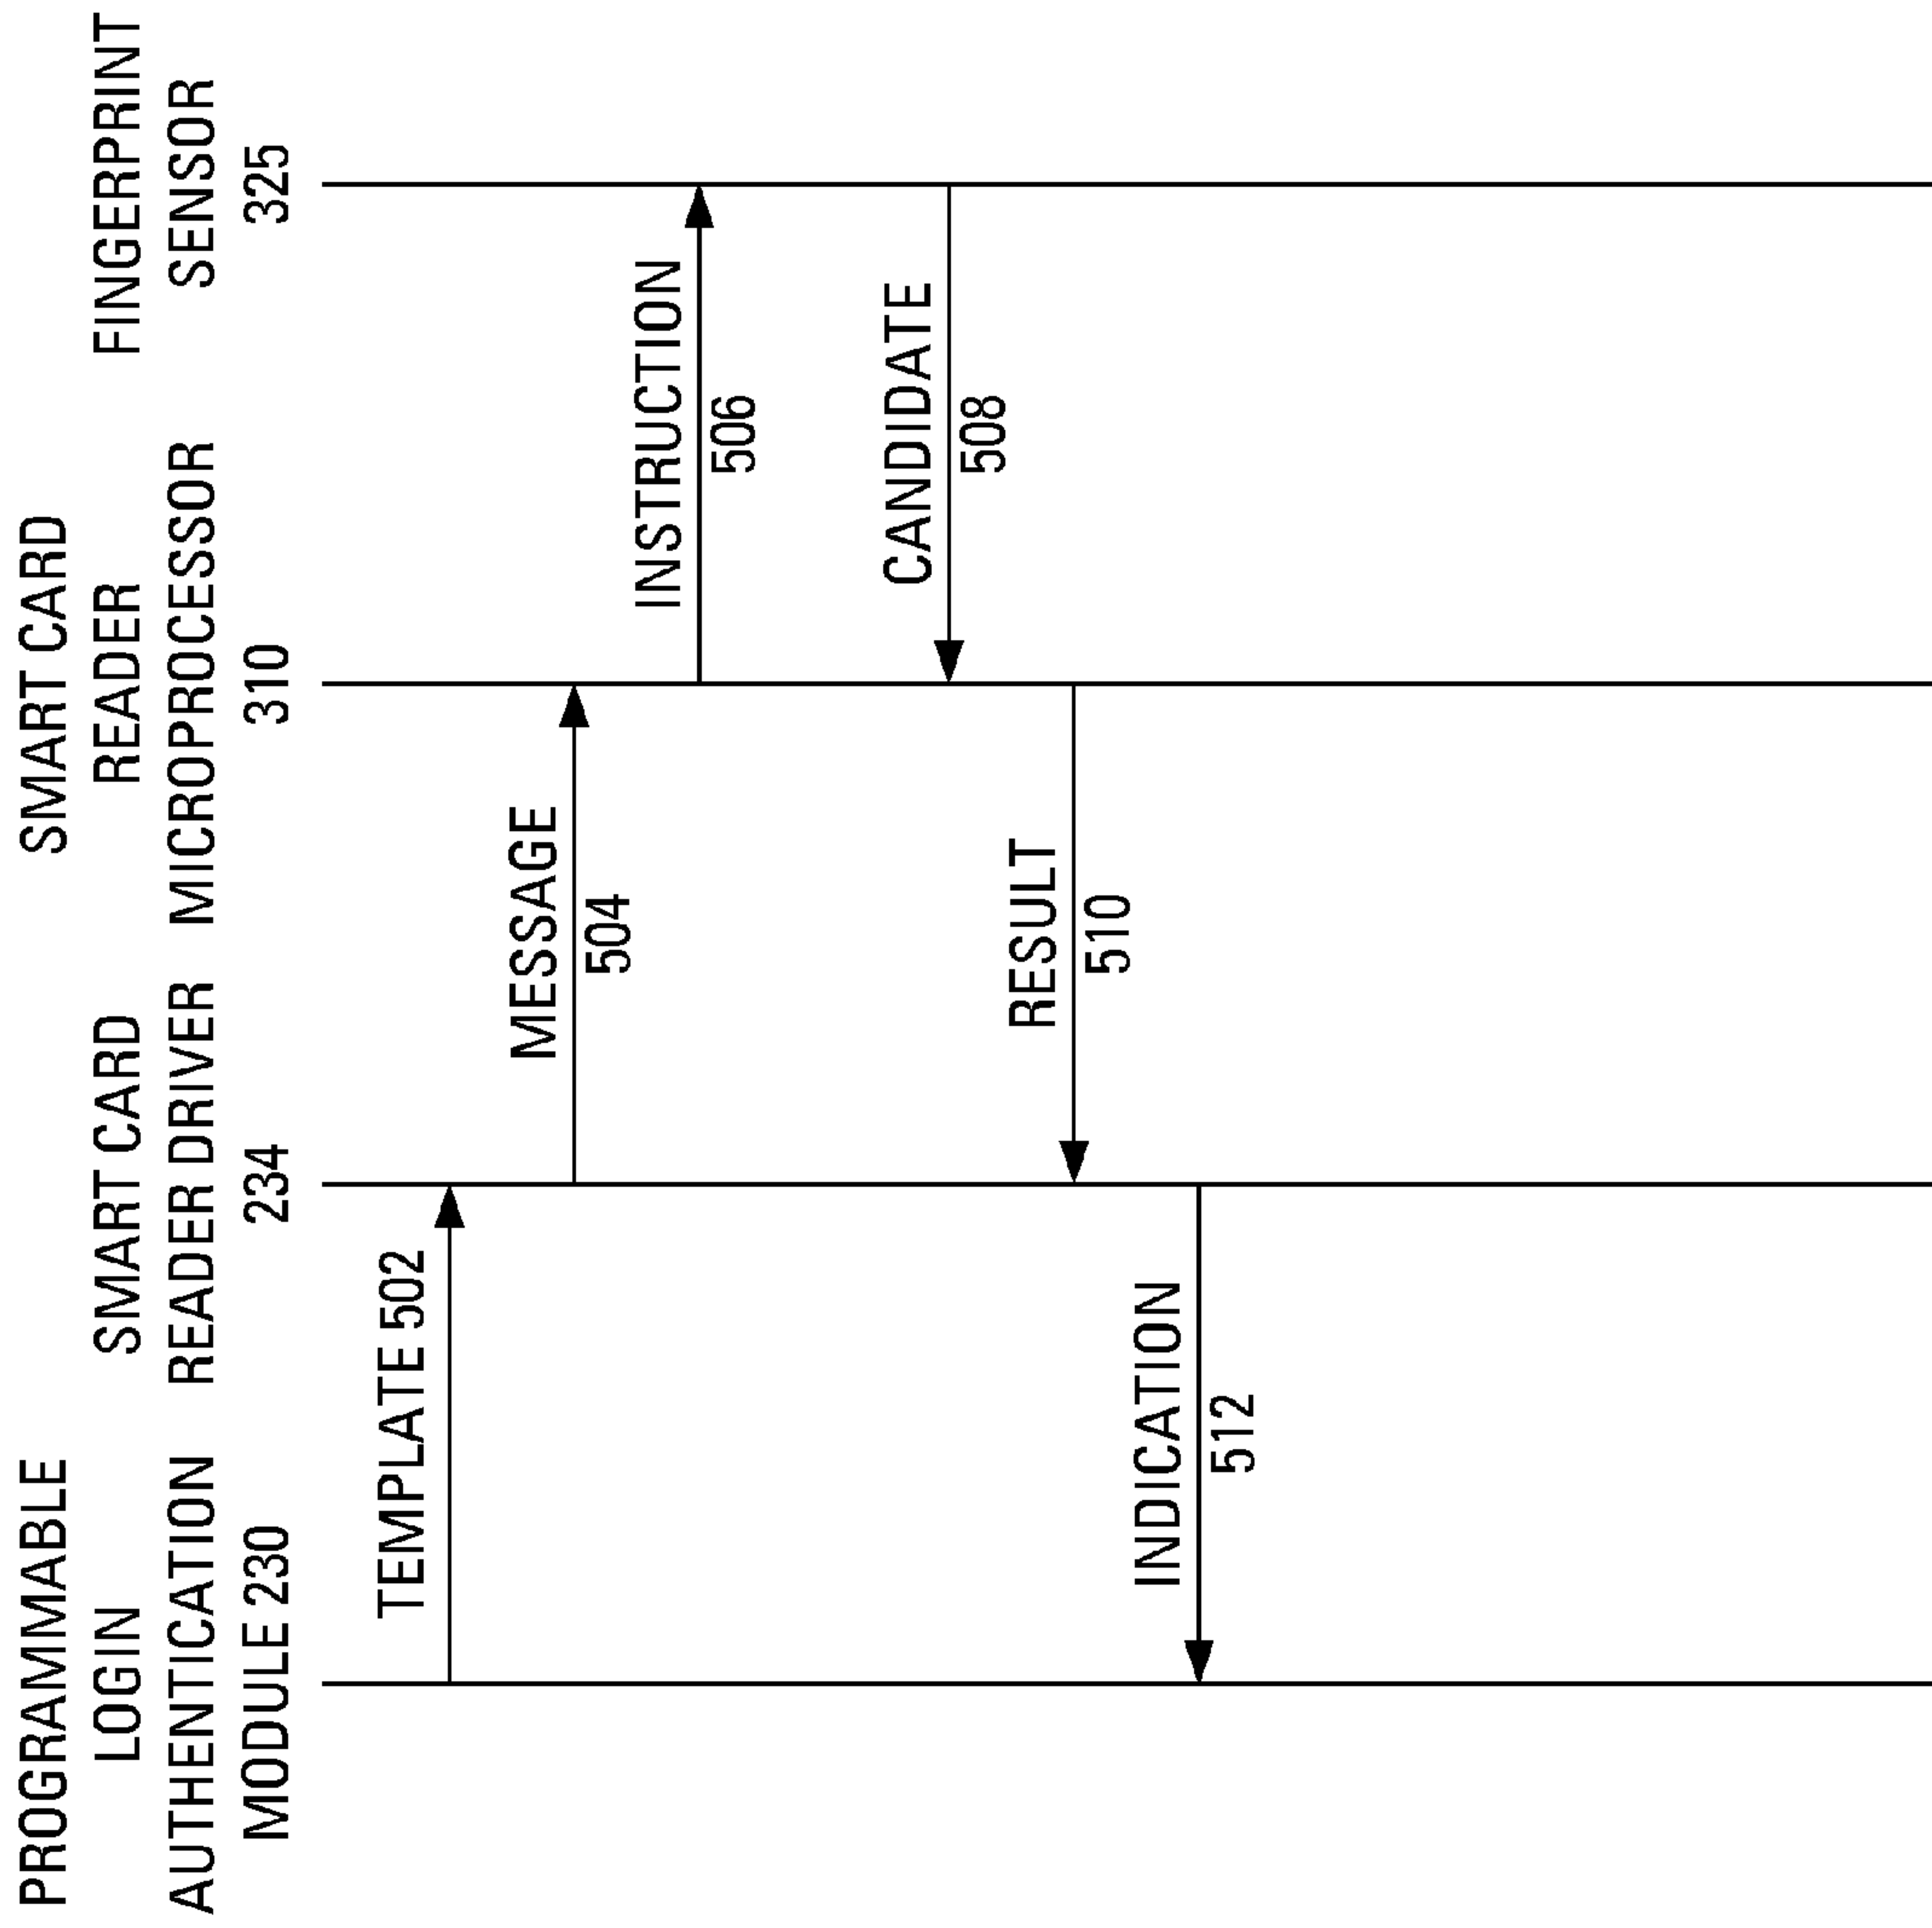 PROGRAMMABLE
LOGIN
AUTHENTICATION
MODULE 230
SMART CARD
READER DRIVER
234
SMART CARD
READER
MICROPROCESSOR
310
FINGERPRINT
SENSOR
325
TEMPLATE 502
MESSAGE
504
INSTRUCTION
506
CANDIDATE
508
RESULT
510
INDICATION
512